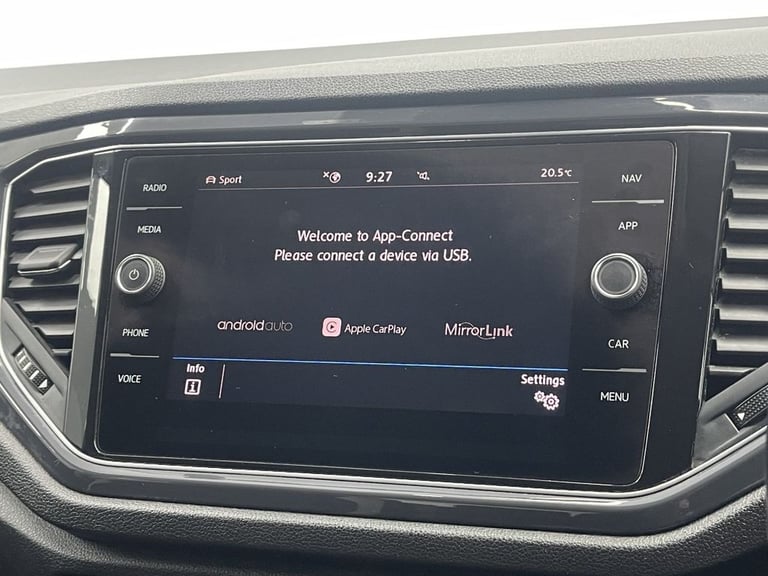 RADIO
MEDIA
PHONE
VOICE
Sport
9:27
20.5°C
Welcome to App-Connect
Please connect a device via USB.
androidauto
Apple CarPlay
MirrorLink
Info
Settings
NAV
APP
CAR
MENU